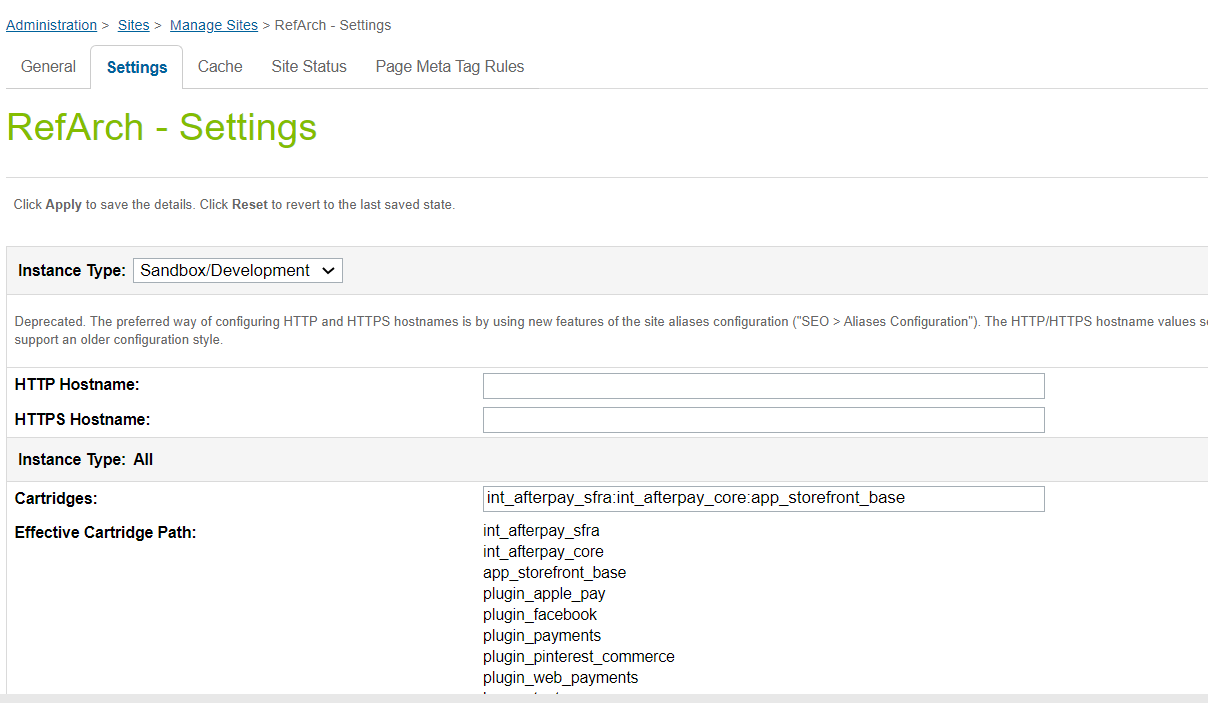 Administration > Sites > Manage Sites > RefArch - Settings
General Settings Cache Site Status Page Meta Tag Rules
RefArch - Settings
Click Apply to save the details. Click Reset to revert to the last saved state.
Instance Type: Sandbox/Development
Deprecated. The preferred way of configuring HTTP and HTTPS hostnames is by using new features of the site aliases configuration ("SEO > Aliases Configuration"). The HTTP/HTTPS hostname values
support an older configuration style.
HTTP Hostname:
HTTPS Hostname:
Instance Type: All
Cartridges: int_afterpay_sfra:int_afterpay_core:app_storefront_base
Effective Cartridge Path: int_afterpay_sfra
int_afterpay_core
app_storefront_base
plugin_apple_pay
plugin_facebook
plugin_payments
plugin_pinterest_commerce
plugin_web_payments